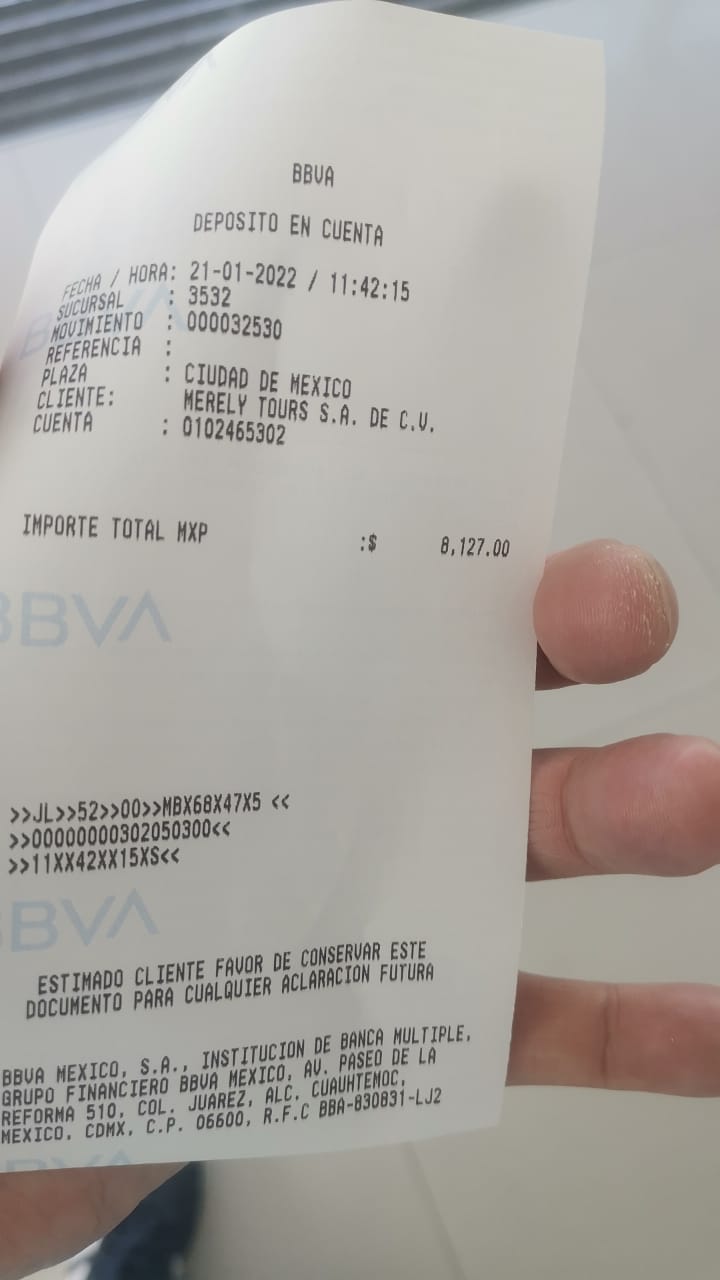 BBVA
DEPOSITO EN CUENTA
FECHA / HORA: 21-01-2022 / 11:42:15
SUCURSAL : 3532
MOVIMIENTO : 000032530
REFERENCIA :
PLAZA : CIUDAD DE MEXICO
CLIENTE: MERELY TOURS S.A. DE C.V.
CUENTA : 0102465302
IMPORTE TOTAL MXP :$ 8,127.00
BBVA
>>JL>>52>>00>>MBX68X47X5 <<
>>00000000302050300<<
>>11XX42XX15XS<<
BBVA
ESTIMADO CLIENTE FAVOR DE CONSERVAR ESTE
DOCUMENTO PARA CUALQUIER ACLARACION FUTURA
BBVA MEXICO, S.A., INSTITUCION DE BANCA MULTIPLE,
GRUPO FINANCIERO BBVA MEXICO, AV. PASEO DE LA
REFORMA 510, COL. JUAREZ, ALC. CUAUHTEMOC,
MEXICO, CDMX, C.P. 06600, R.F.C BBA-830831-LJ2